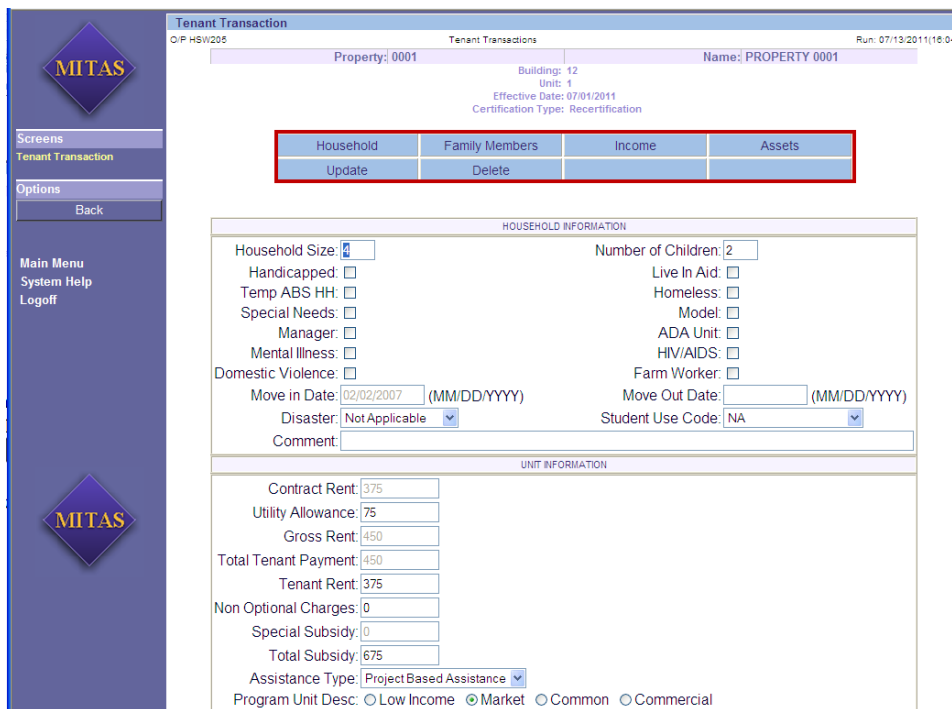 Tenant Transaction
O/P HSW205 Tenant Transactions Run: 07/13/2011(16:04
MITAS
Property: 0001 Name: PROPERTY 0001
Building: 12
Unit: 1
Effective Date: 07/01/2011
Certification Type: Recertification
Screens
Tenant Transaction
Options
Back
Main Menu
System Help
Logoff
Household Family Members Income Assets
Update Delete
HOUSEHOLD INFORMATION
Household Size: 4 Number of Children: 2
Handicapped: Live In Aid:
Temp ABS HH: Homeless:
Special Needs: Model:
Manager: ADA Unit:
Mental Illness: HIV/AIDS:
Domestic Violence: Farm Worker:
Move in Date: 02/02/2007 (MM/DD/YYYY) Move Out Date: (MM/DD/YYYY)
Disaster: Not Applicable Student Use Code: NA
Comment:
UNIT INFORMATION
Contract Rent: 375
Utility Allowance: 75
Gross Rent: 450
Total Tenant Payment: 450
Tenant Rent: 375
Non Optional Charges: 0
Special Subsidy: 0
Total Subsidy: 675
Assistance Type: Project Based Assistance
Program Unit Desc: Low Income Market Common Commercial
MITAS